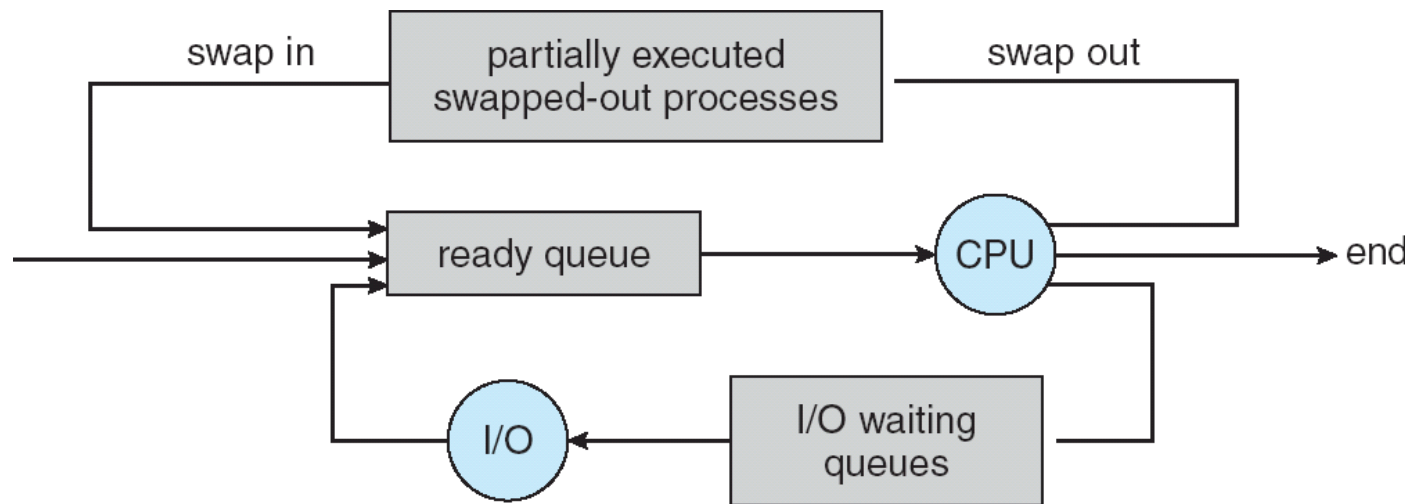 swap in
partially executed
swapped-out processes
swap out
ready queue
CPU
end
I/O
I/O waiting
queues